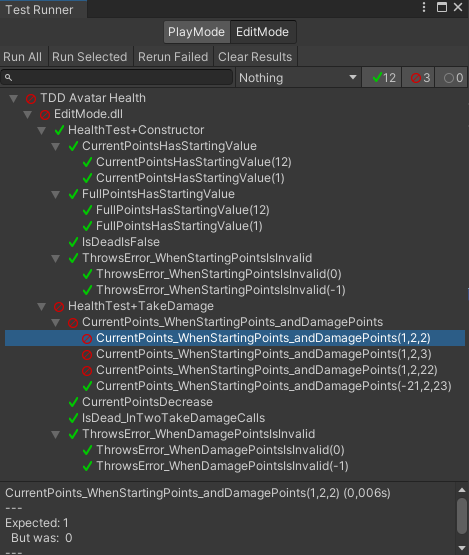 Test Runner
PlayMode EditMode
Run All Run Selected Rerun Failed Clear Results
Nothing 12 3 0
TDD Avatar Health
EditMode.dll
HealthTest+Constructor
CurrentPointsHasStartingValue
CurrentPointsHasStartingValue(12)
CurrentPointsHasStartingValue(1)
FullPointsHasStartingValue
FullPointsHasStartingValue(12)
FullPointsHasStartingValue(1)
IsDeadIsFalse
ThrowsError_WhenStartingPointsIsInvalid
ThrowsError_WhenStartingPointsIsInvalid(0)
ThrowsError_WhenStartingPointsIsInvalid(-1)
HealthTest+TakeDamage
CurrentPoints_WhenStartingPoints_andDamagePoints
CurrentPoints_WhenStartingPoints_andDamagePoints(1,2,2)
CurrentPoints_WhenStartingPoints_andDamagePoints(1,2,3)
CurrentPoints_WhenStartingPoints_andDamagePoints(1,2,22)
CurrentPoints_WhenStartingPoints_andDamagePoints(-21,2,23)
CurrentPointsDecrease
IsDead_InTwoTakeDamageCalls
ThrowsError_WhenDamagePointsIsInvalid
ThrowsError_WhenDamagePointsIsInvalid(0)
ThrowsError_WhenDamagePointsIsInvalid(-1)
CurrentPoints_WhenStartingPoints_andDamagePoints(1,2,2) (0,006s)
---
Expected: 1
But was: 0
---